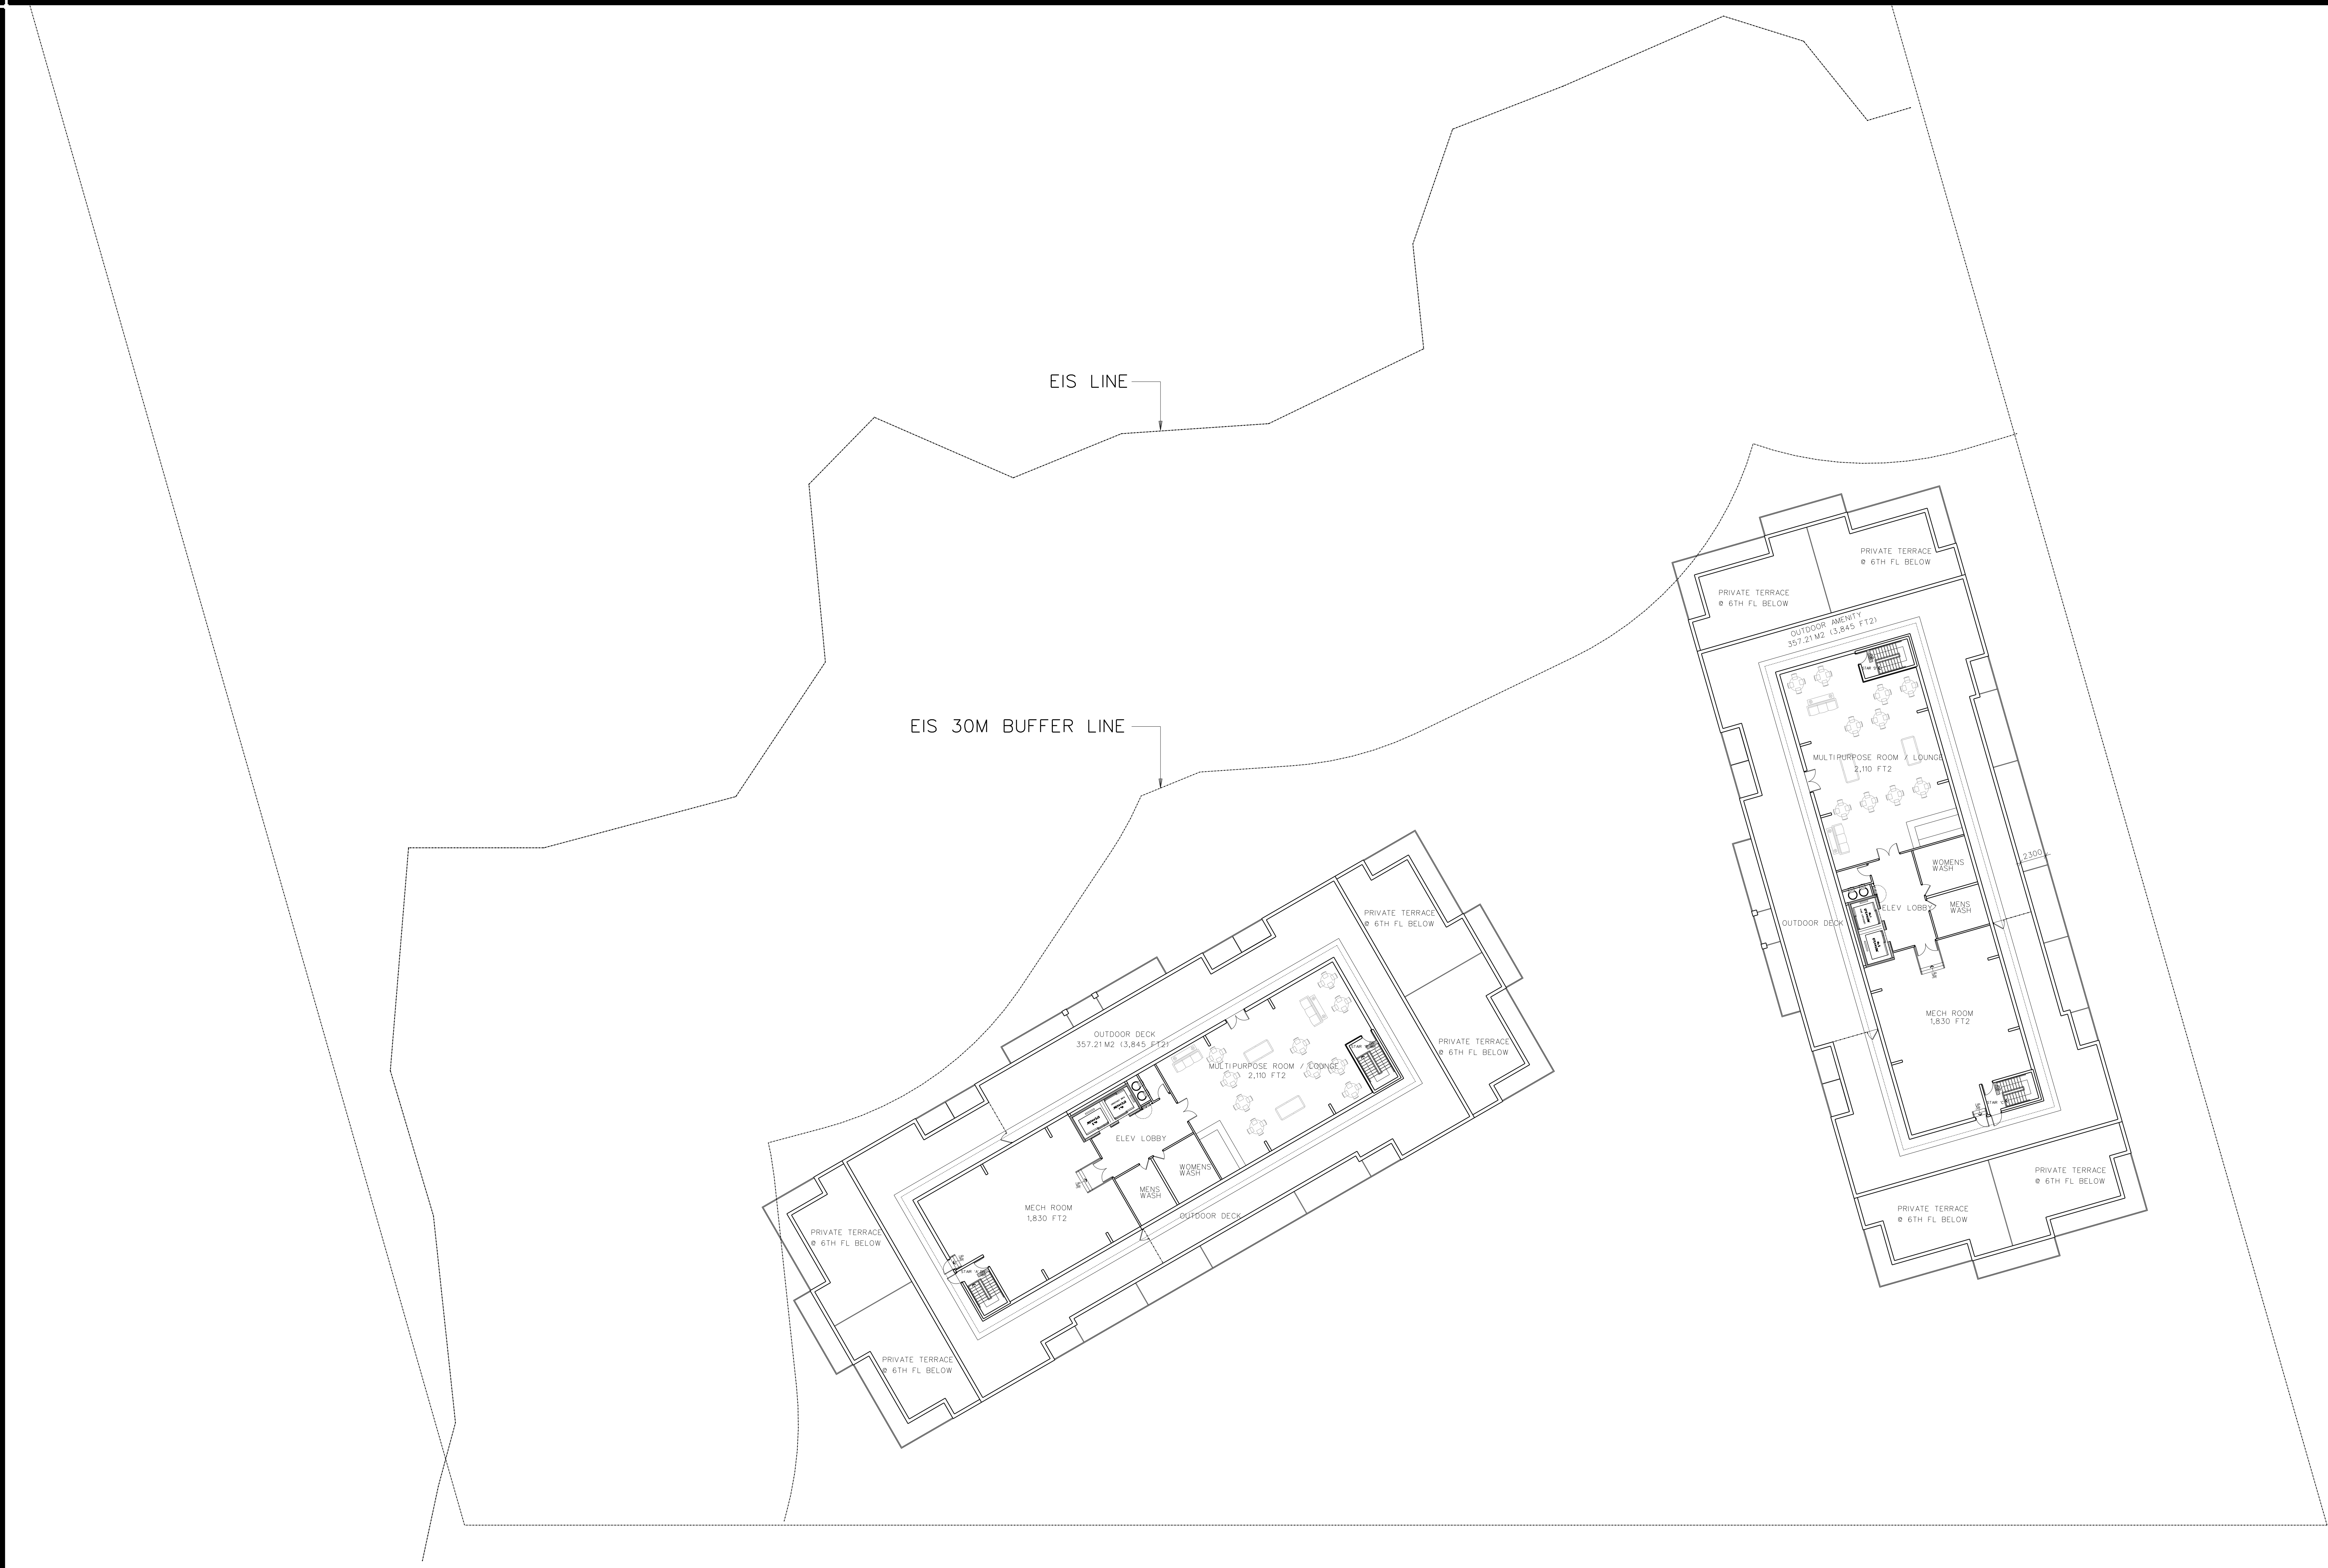 EIS LINE
EIS 30M BUFFER LINE
PRIVATE TERRACE
@ 6TH FL BELOW
PRIVATE TERRACE
@ 6TH FL BELOW
OUTDOOR AMENITY
357.21 M2 (3,845 FT2)
MULTIPURPOSE ROOM / LOUNGE
2,110 FT2
WOMENS
WASH
2300
MENS
WASH
ELEV LOBBY
OUTDOOR DECK
MECH ROOM
1,830 FT2
PRIVATE TERRACE
@ 6TH FL BELOW
PRIVATE TERRACE
@ 6TH FL BELOW
PRIVATE TERRACE
@ 6TH FL BELOW
OUTDOOR DECK
357.21 M2 (3,845 FT2)
PRIVATE TERRACE
@ 6TH FL BELOW
MULTIPURPOSE ROOM / LOUNGE
2,110 FT2
ELEV LOBBY
WOMENS
WASH
MENS
WASH
MECH ROOM
1,830 FT2
OUTDOOR DECK
PRIVATE TERRACE
@ 6TH FL BELOW
PRIVATE TERRACE
@ 6TH FL BELOW